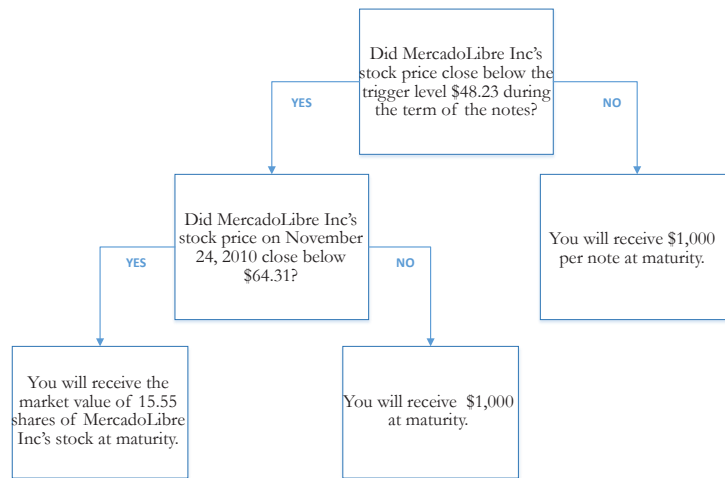 Did MercadoLibre Inc's
stock price close below the
trigger level $48.23 during
the term of the notes?
YES
NO
Did MercadoLibre Inc's
stock price on November
24, 2010 close below
$64.31?
You will receive $1,000
per note at maturity.
YES
NO
You will receive the
market value of 15.55
shares of MercadoLibre
Inc's stock at maturity.
You will receive $1,000
at maturity.